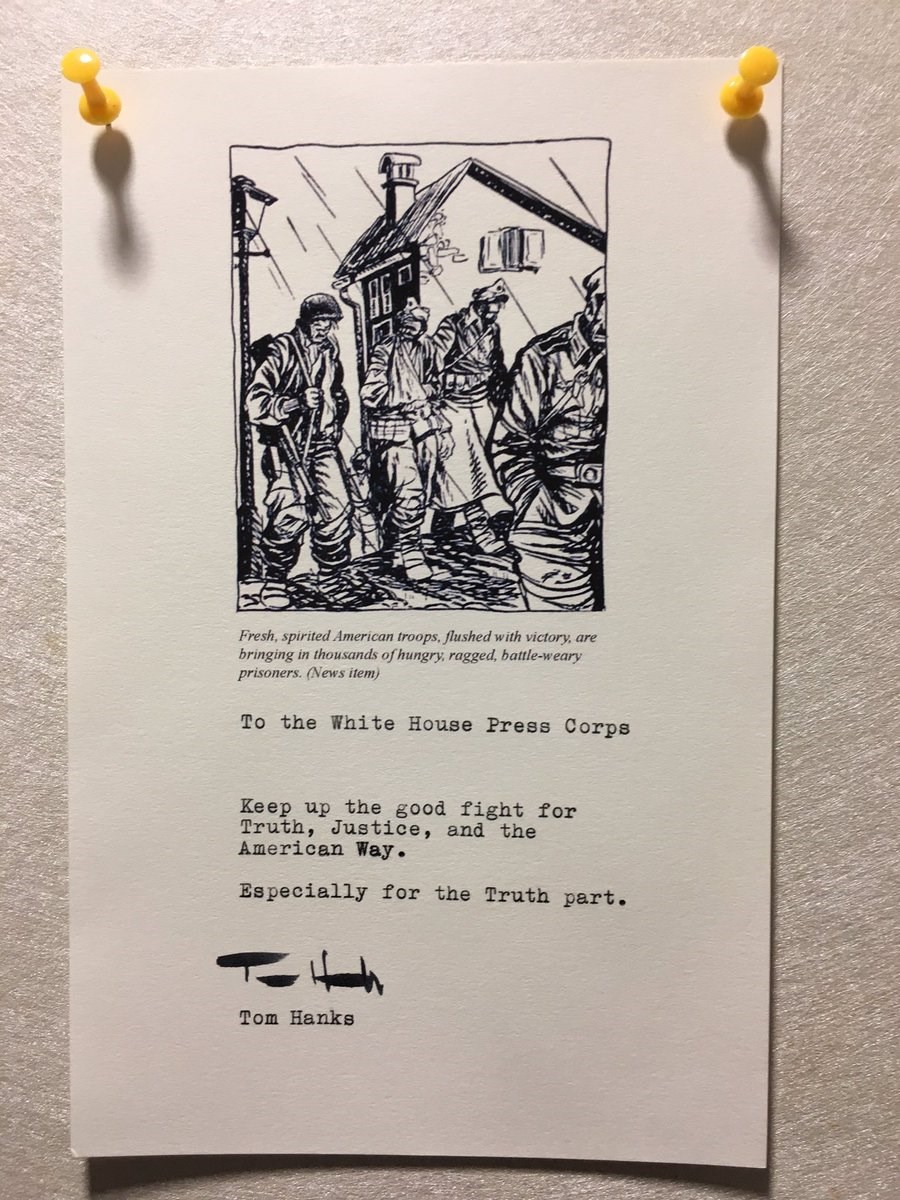 Fresh, spirited American troops, flushed with victory, are
bringing in thousands of hungry, ragged, battle-weary
prisoners. (News item)
To the White House Press Corps
Keep up the good fight for
Truth, Justice, and the
American Way.
Especially for the Truth part.
Tom Hanks
Tom Hanks